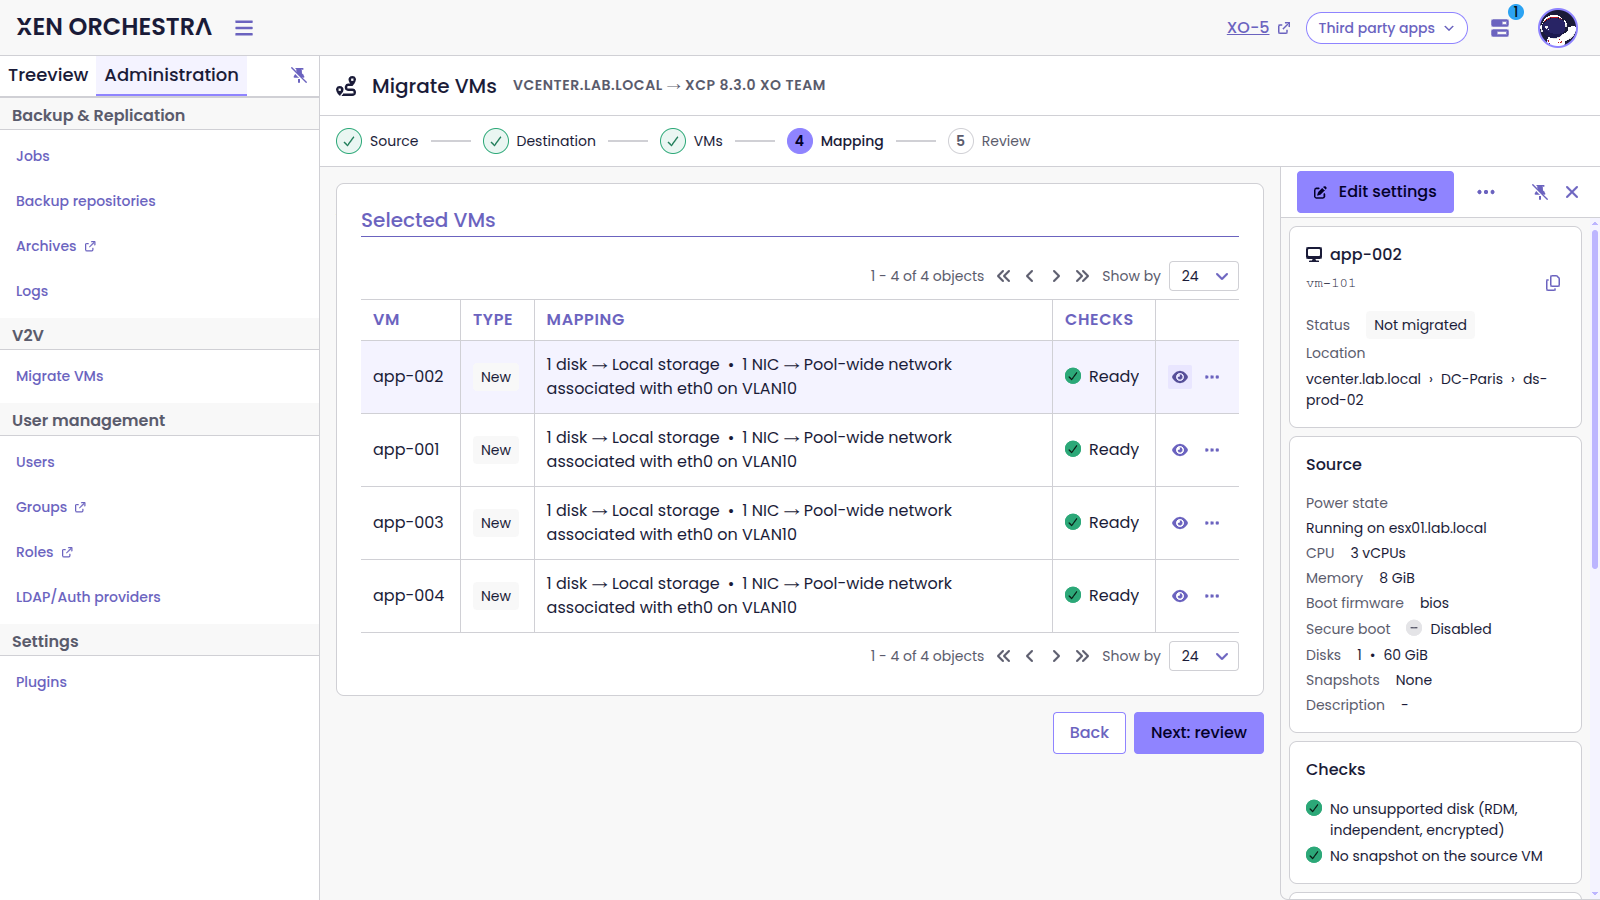 XEN ORCHESTRA
XO-5
Third party apps
1
Treeview
Administration
Backup & Replication
Jobs
Backup repositories
Archives
Logs
V2V
Migrate VMs
User management
Users
Groups
Roles
LDAP/Auth providers
Settings
Plugins
Migrate VMs
VCENTER.LAB.LOCAL → XCP 8.3.0 XO TEAM
Source
Destination
VMs
4 Mapping
5 Review
Selected VMs
1 - 4 of 4 objects
Show by
24
VM TYPE MAPPING CHECKS
app-002 New 1 disk → Local storage • 1 NIC → Pool-wide network
associated with eth0 on VLAN10
Ready
app-001 New 1 disk → Local storage • 1 NIC → Pool-wide network
associated with eth0 on VLAN10
Ready
app-003 New 1 disk → Local storage • 1 NIC → Pool-wide network
associated with eth0 on VLAN10
Ready
app-004 New 1 disk → Local storage • 1 NIC → Pool-wide network
associated with eth0 on VLAN10
Ready
1 - 4 of 4 objects
Show by
24
Back
Next: review
Edit settings
app-002
vm-101
Status Not migrated
Location
vcenter.lab.local › DC-Paris › ds-
prod-02
Source
Power state
Running on esx01.lab.local
CPU 3 vCPUs
Memory 8 GiB
Boot firmware bios
Secure boot Disabled
Disks 1 • 60 GiB
Snapshots None
Description -
Checks
No unsupported disk (RDM,
independent, encrypted)
No snapshot on the source VM